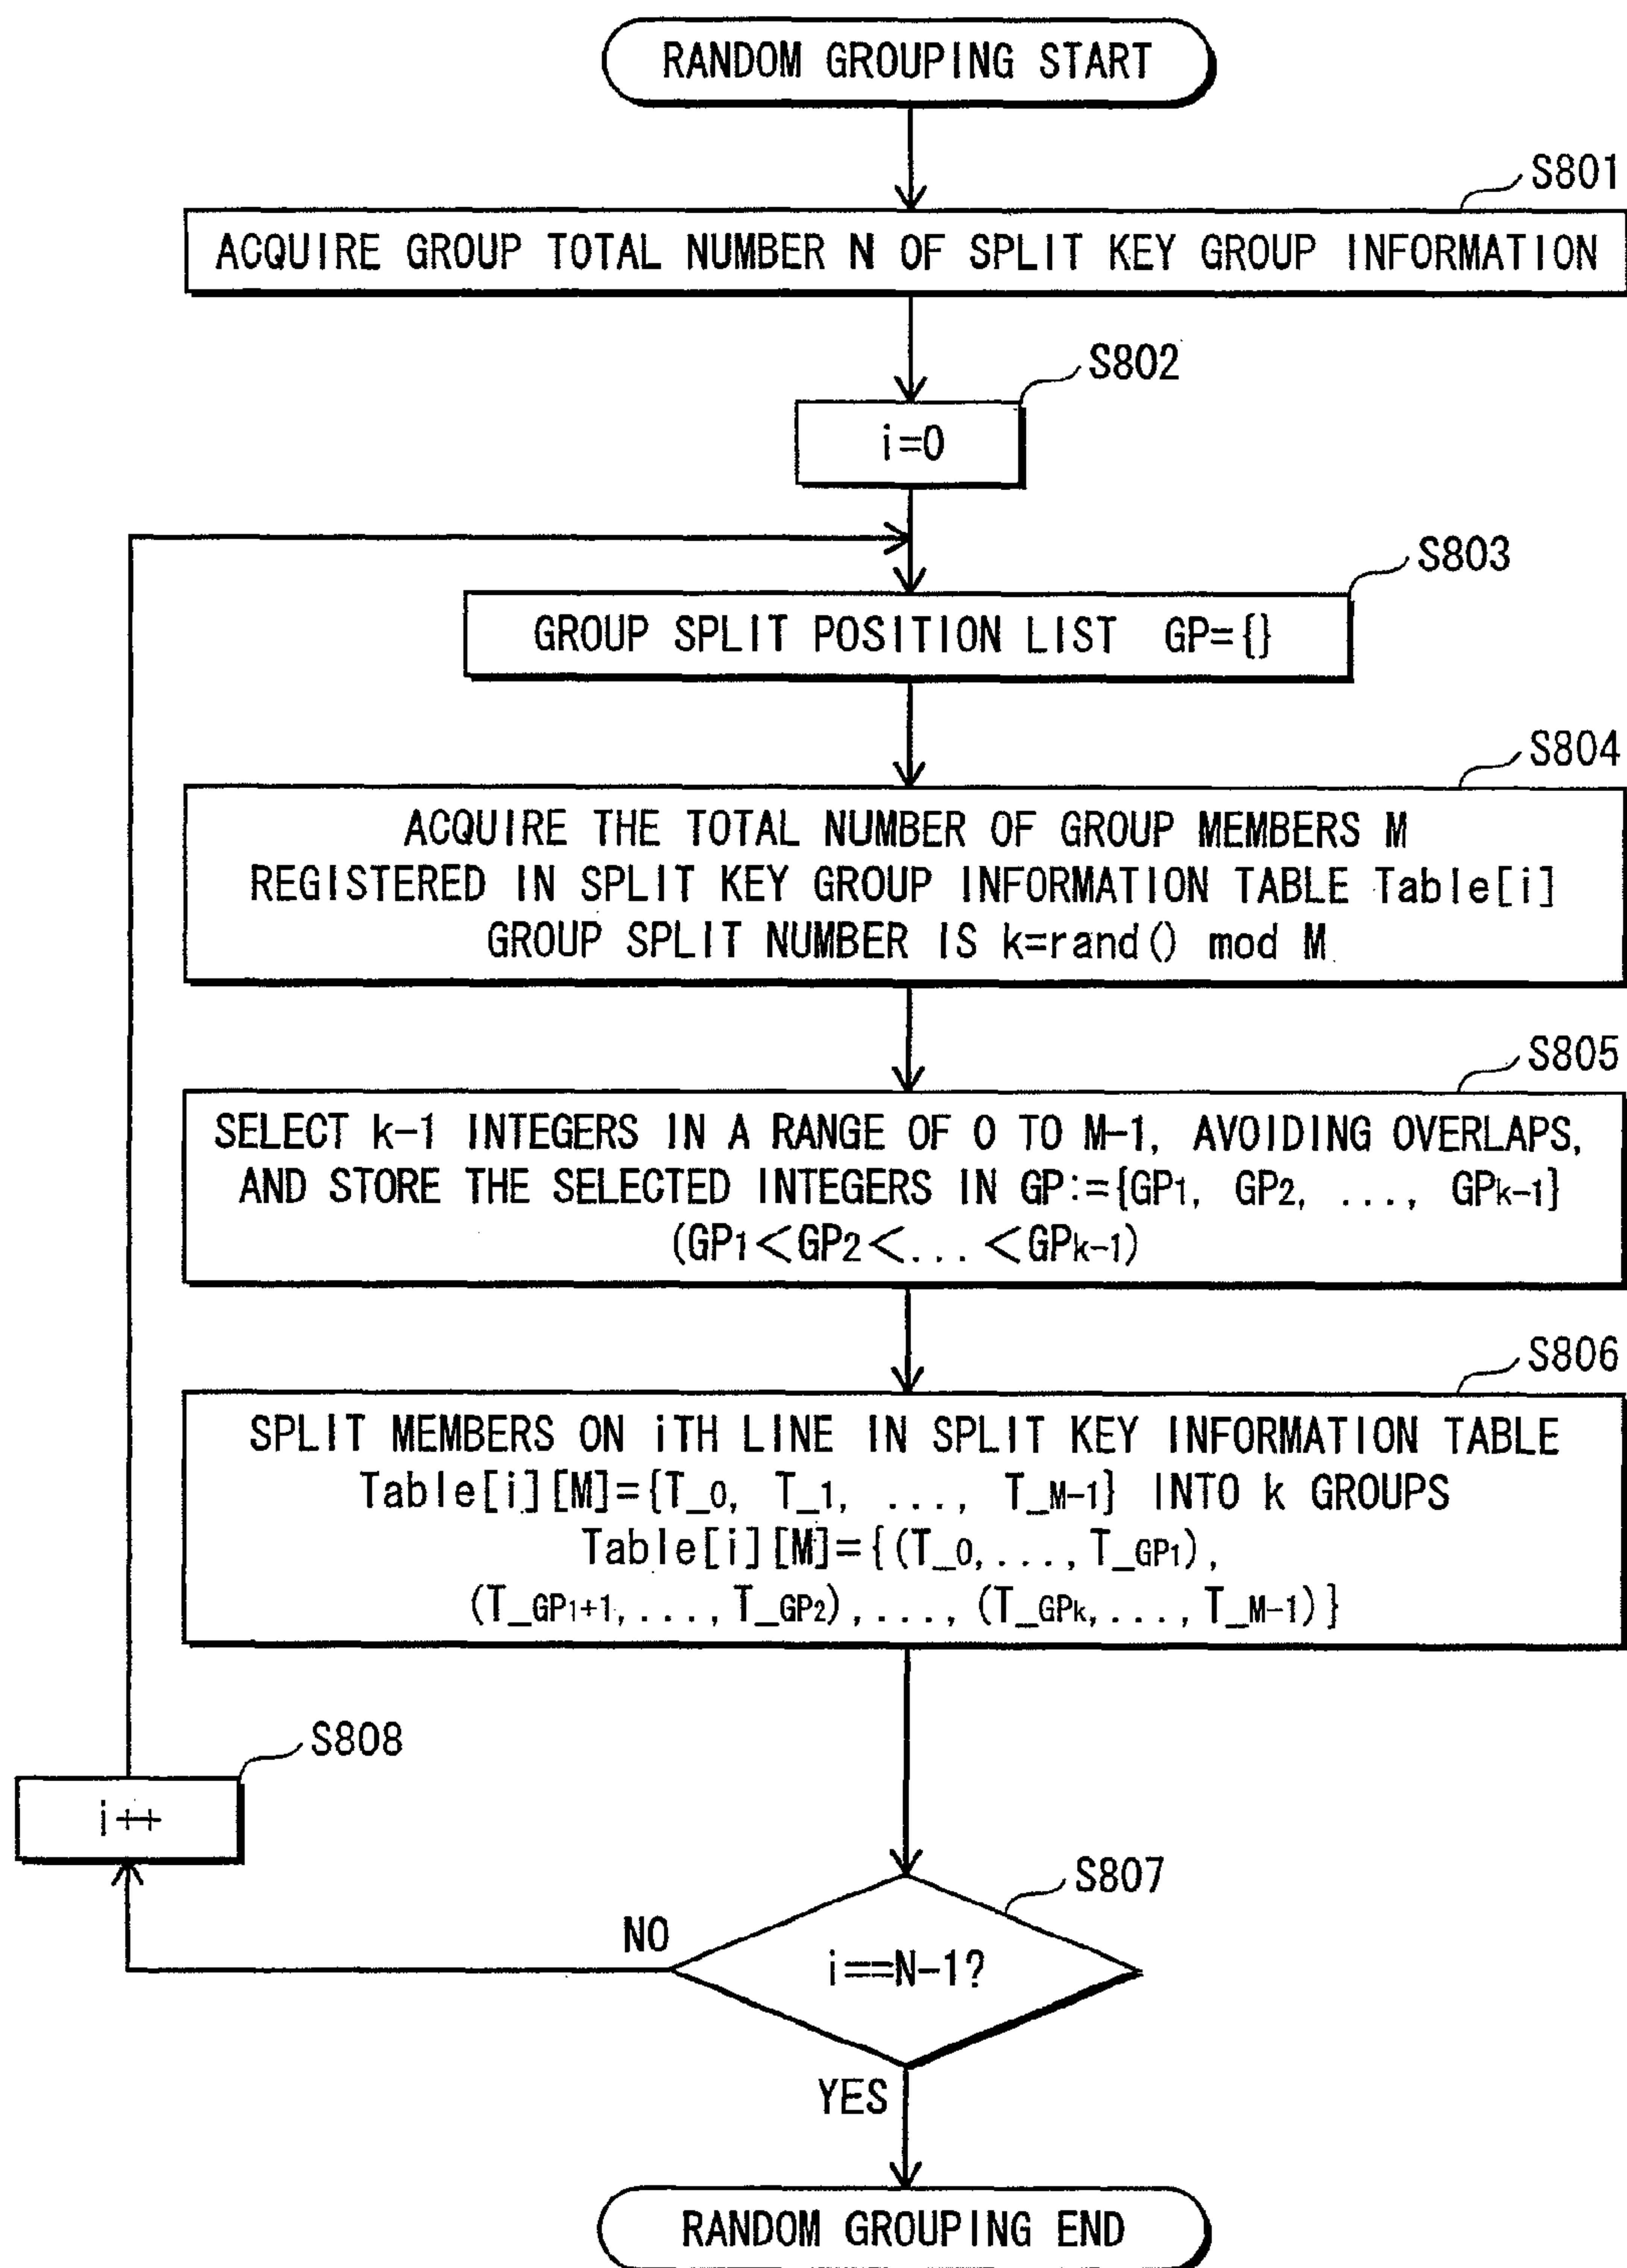 RANDOM GROUPING START
S801
ACQUIRE GROUP TOTAL NUMBER N OF SPLIT KEY GROUP INFORMATION
S802
i=0
S803
GROUP SPLIT POSITION LIST GP={}
S804
ACQUIRE THE TOTAL NUMBER OF GROUP MEMBERS M
REGISTERED IN SPLIT KEY GROUP INFORMATION TABLE Table[i]
GROUP SPLIT NUMBER IS k=rand() mod M
S805
SELECT k-1 INTEGERS IN A RANGE OF 0 TO M-1, AVOIDING OVERLAPS,
AND STORE THE SELECTED INTEGERS IN GP:={GP1, GP2, ..., GPk-1}
(GP1<GP2<...<GPk-1)
S806
SPLIT MEMBERS ON iTH LINE IN SPLIT KEY INFORMATION TABLE
Table[i][M]={T_0, T_1, ..., T_M-1} INTO k GROUPS
Table[i][M]={(T_0,...,T_GP1),
(T_GP1+1,...,T_GP2),...,(T_GPk,...,T_M-1)}
S808
i++
S807
NO
i==N-1?
YES
RANDOM GROUPING END